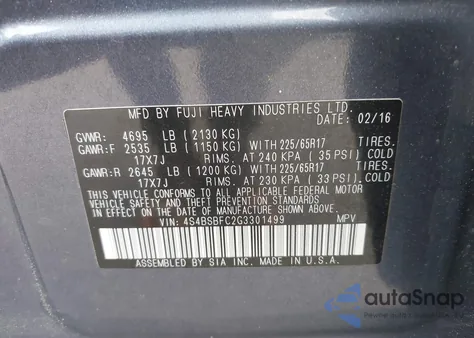 MFD BY FUJI HEAVY INDUSTRIES LTD.
DATE: 02/16
GVWR: 4695 LB (2130 KG)
GAWR:F 2535 LB (1150 KG) WITH 225/65R17 TIRES
17X7J RIMS. AT 240 KPA (35 PSI) COLD
GAWR:R 2645 LB (1200 KG) WITH 225/65R17 TIRES
17X7J RIMS. AT 230 KPA (33 PSI) COLD
THIS VEHICLE CONFORMS TO ALL APPLICABLE FEDERAL MOTOR
VEHICLE SAFETY AND BUMPER STANDARDS IN EFFECT ON THE
DATE OF MANUFACTURE SHOWN ABOVE.
VIN: 4S4BSBFC2G3301499 MPV
ASSEMBLED BY SIA INC. MADE IN U.S.A.
autoSnap